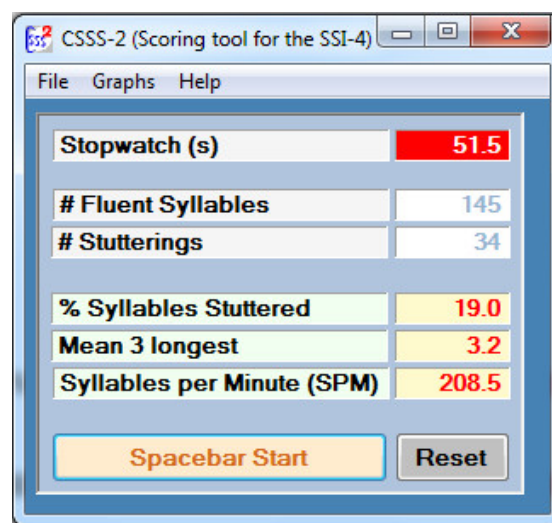 CSSS-2 (Scoring tool for the SSI-4)
File Graphs Help
Stopwatch (s) 51.5
# Fluent Syllables 145
# Stutterings 34
% Syllables Stuttered 19.0
Mean 3 longest 3.2
Syllables per Minute (SPM) 208.5
Spacebar Start Reset